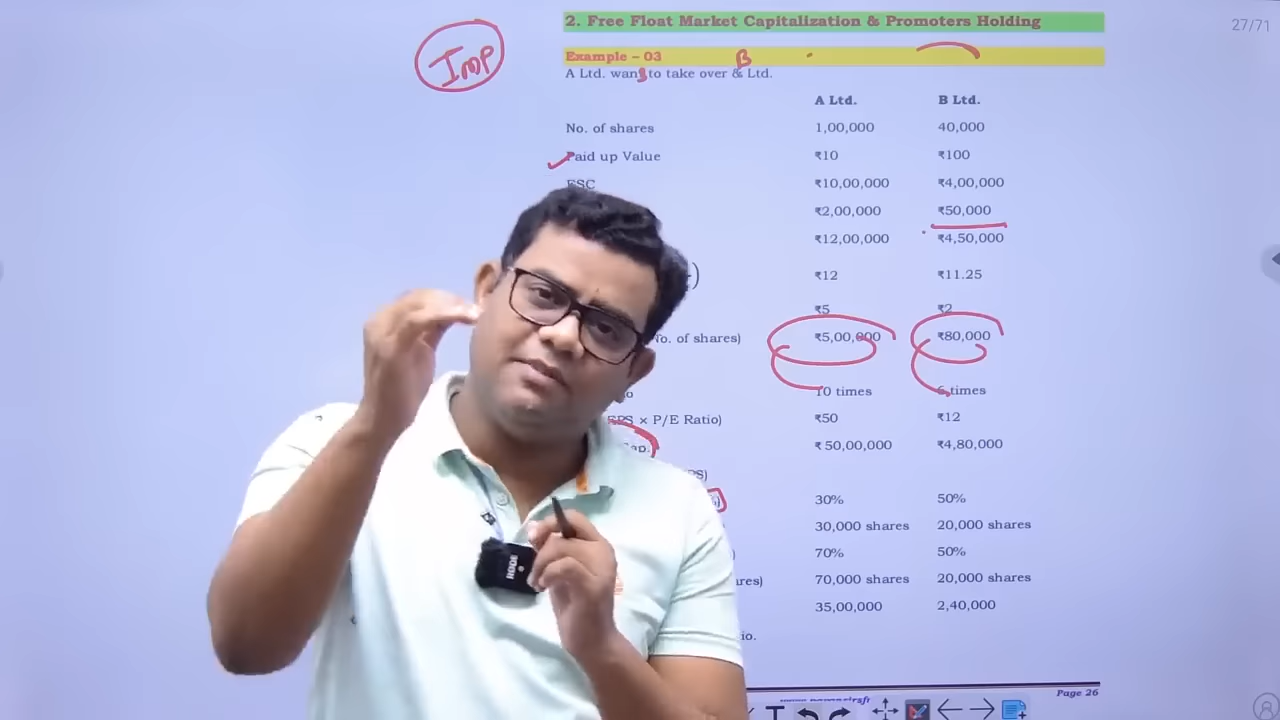 27/71
2. Free Float Market Capitalization & Promoters Holding
Imp
Example – 03
B
A Ltd. wants to take over & Ltd.
A Ltd. B Ltd.
No. of shares 1,00,000 40,000
Paid up Value ₹10 ₹100
ESC ₹10,00,000 ₹4,00,000
₹2,00,000 ₹50,000
₹12,00,000 ₹4,50,000
) ₹12 ₹11.25
₹5 ₹2
No. of shares) ₹5,00,000 ₹80,000
10 times 6 times
EPS × P/E Ratio) ₹50 ₹12
₹ 50,00,000 ₹4,80,000
30% 50%
30,000 shares 20,000 shares
) 70% 50%
70,000 shares 20,000 shares
35,00,000 2,40,000
Page 26
RODE